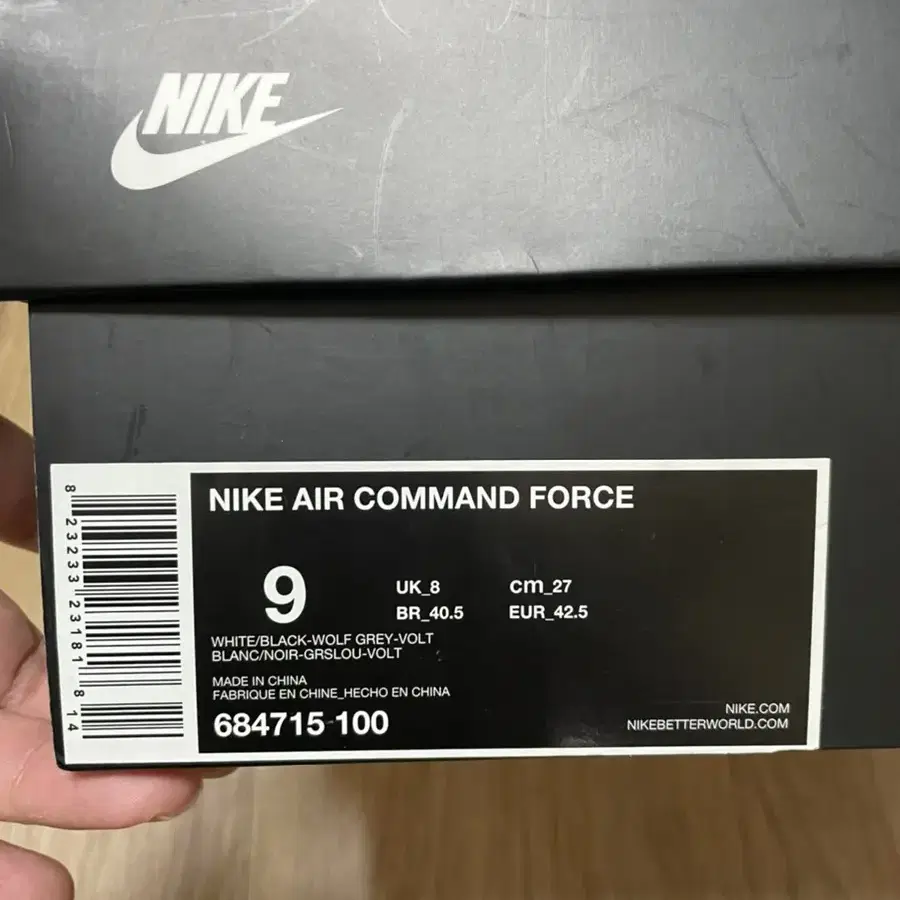 NIKE
NIKE AIR COMMAND FORCE
9
UK_8
cm_27
BR_40.5
EUR_42.5
WHITE/BLACK-WOLF GREY-VOLT
BLANC/NOIR-GRSLOU-VOLT
MADE IN CHINA
FABRIQUE EN CHINE_HECHO EN CHINA
684715 100
NIKE.COM
NIKEBETTERWORLD.COM
8 23233 23181 8 14